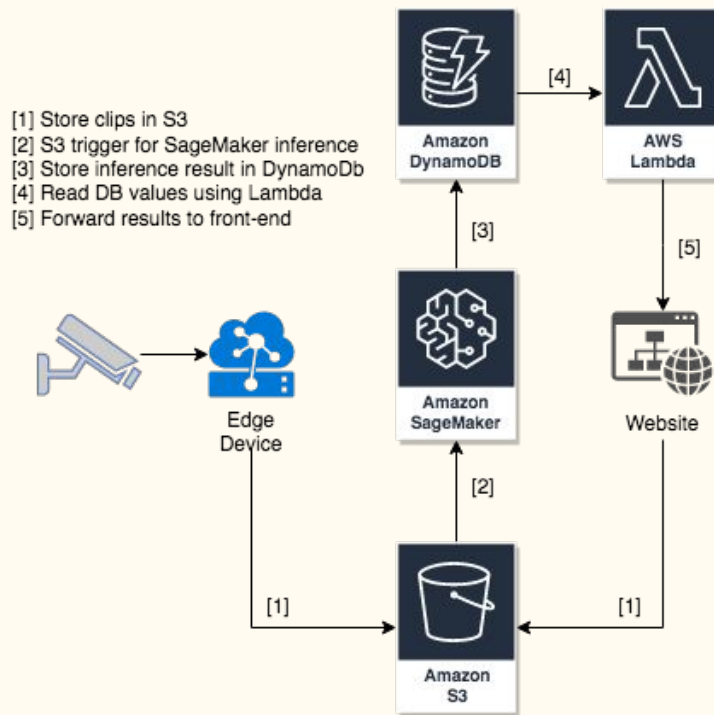 [1] Store clips in S3
[2] S3 trigger for SageMaker inference
[3] Store inference result in DynamoDb
[4] Read DB values using Lambda
[5] Forward results to front-end
Amazon
DynamoDB
[4]
AWS
Lambda
[3]
[5]
Edge
Device
Amazon
SageMaker
Website
[2]
[1]
[1]
Amazon
S3